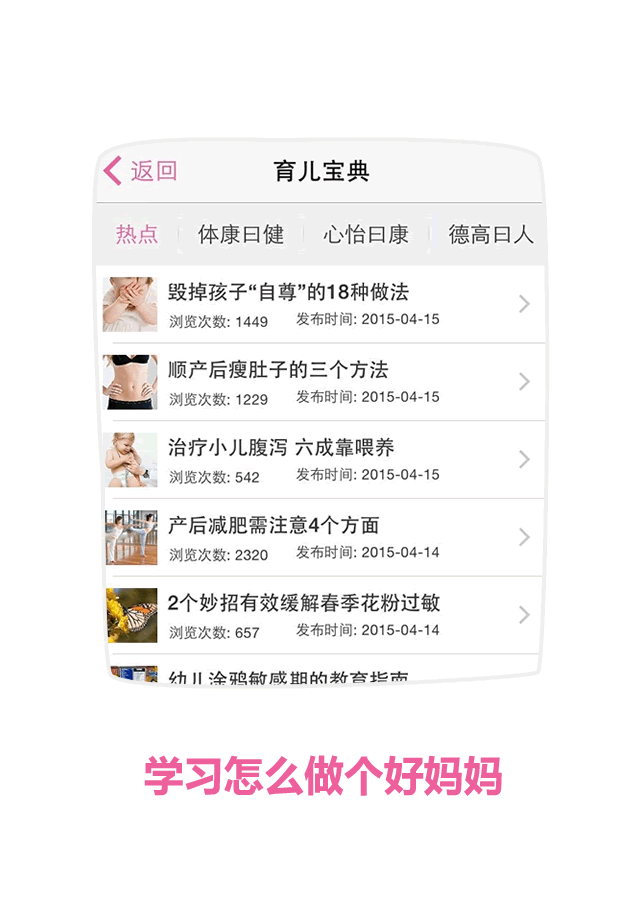 返回
育儿宝典
热点 体康曰健 心怡曰康 德高曰人
毁掉孩子“自尊”的18种做法
浏览次数: 1449 发布时间: 2015-04-15
顺产后瘦肚子的三个方法
浏览次数: 1229 发布时间: 2015-04-15
治疗小儿腹泻 六成靠喂养
浏览次数: 542 发布时间: 2015-04-15
产后减肥需注意4个方面
浏览次数: 2320 发布时间: 2015-04-14
2个妙招有效缓解春季花粉过敏
浏览次数: 657 发布时间: 2015-04-14
幼儿涂鸦敏感期的教育指南
学习怎么做个好妈妈